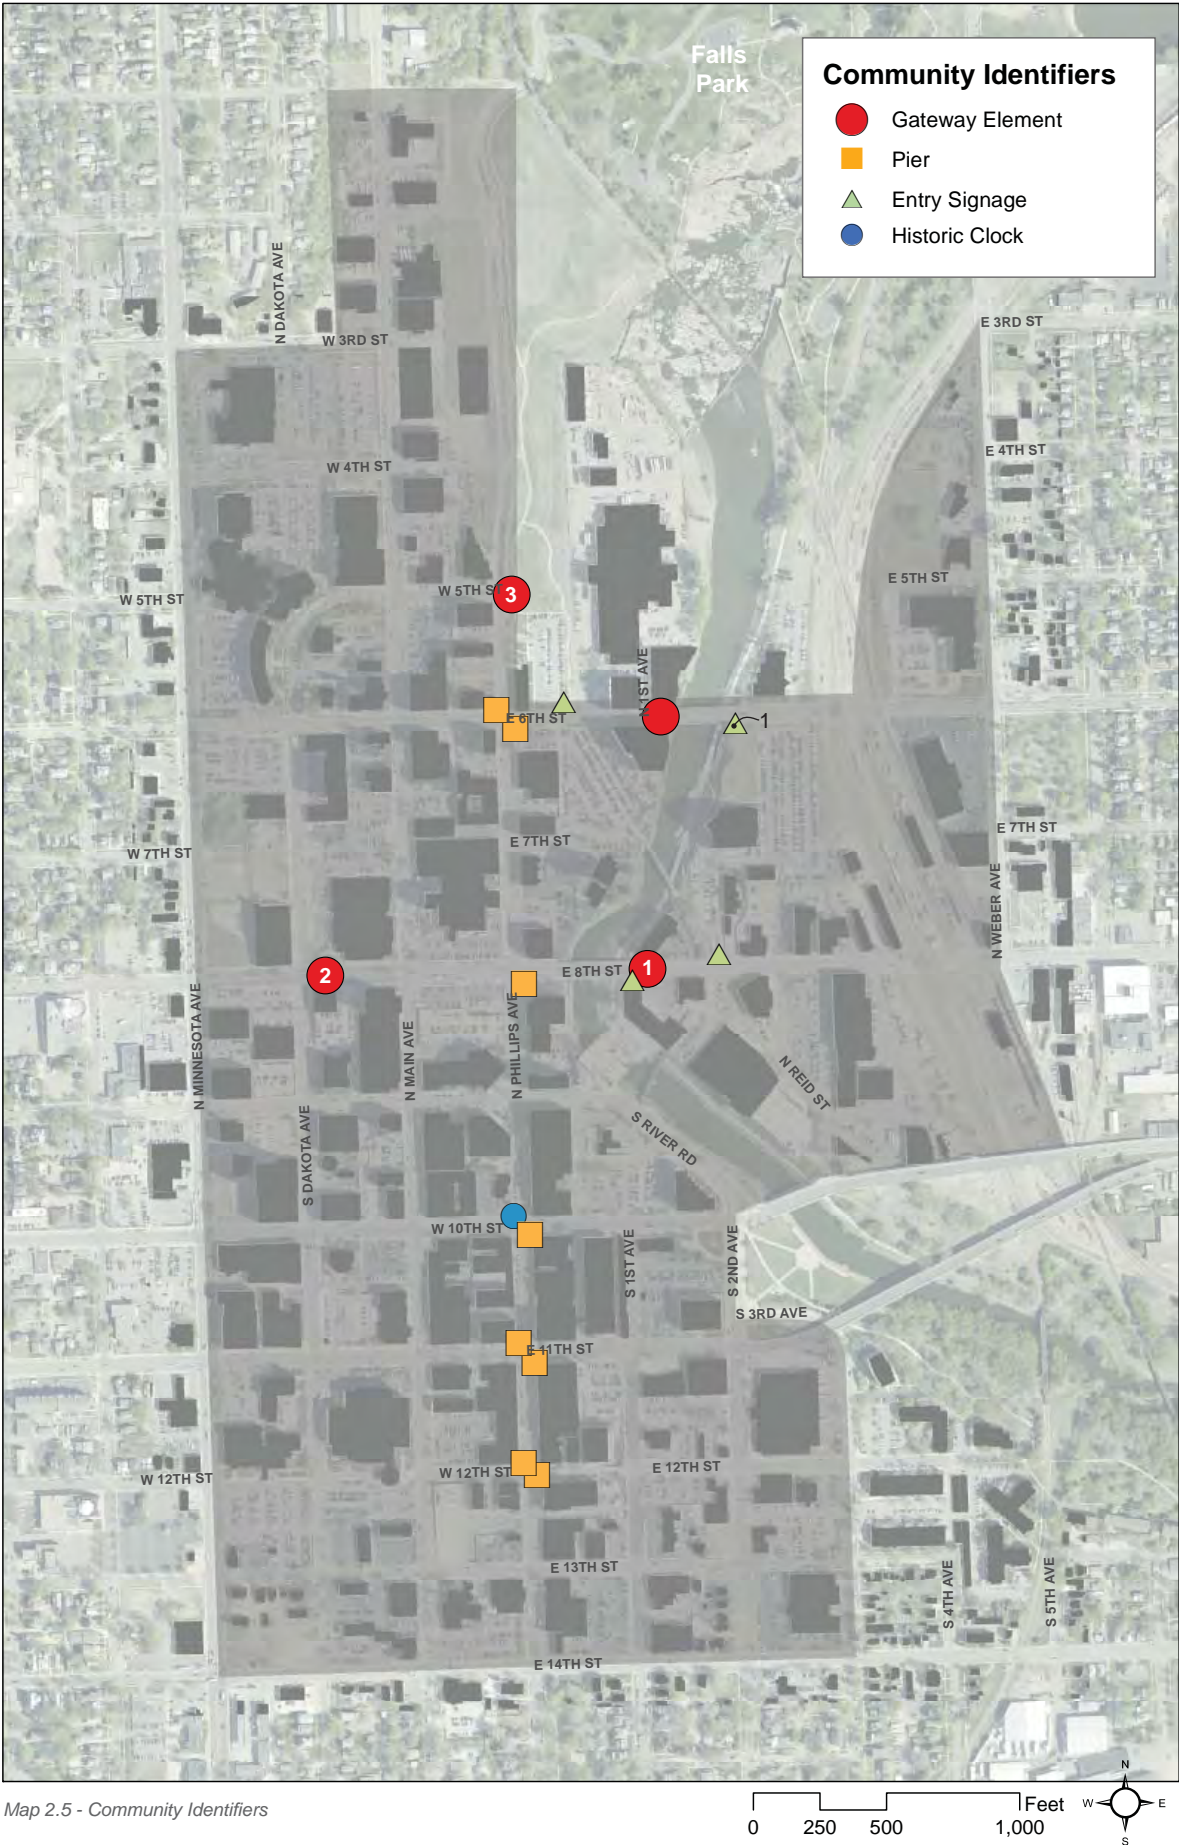 Falls
Park
Community Identifiers
Gateway Element
Pier
Entry Signage
Historic Clock
N DAKOTA AVE
W 3RD ST
E 3RD ST
W 4TH ST
E 4TH ST
W 5TH ST
W 5TH ST
3
E 5TH ST
N 1ST AVE
E 6TH ST
1
W 7TH ST
E 7TH ST
E 7TH ST
N WEBER AVE
2
E 8TH ST
1
N MINNESOTA AVE
N MAIN AVE
N PHILLIPS AVE
N REID ST
S DAKOTA AVE
S RIVER RD
W 10TH ST
S 1ST AVE
S 2ND AVE
S 3RD AVE
E 11TH ST
W 12TH ST
W 12TH ST
E 12TH ST
E 13TH ST
S 4TH AVE
S 5TH AVE
E 14TH ST
Map 2.5 - Community Identifiers
Feet
0 250 500 1,000
N
W E
S